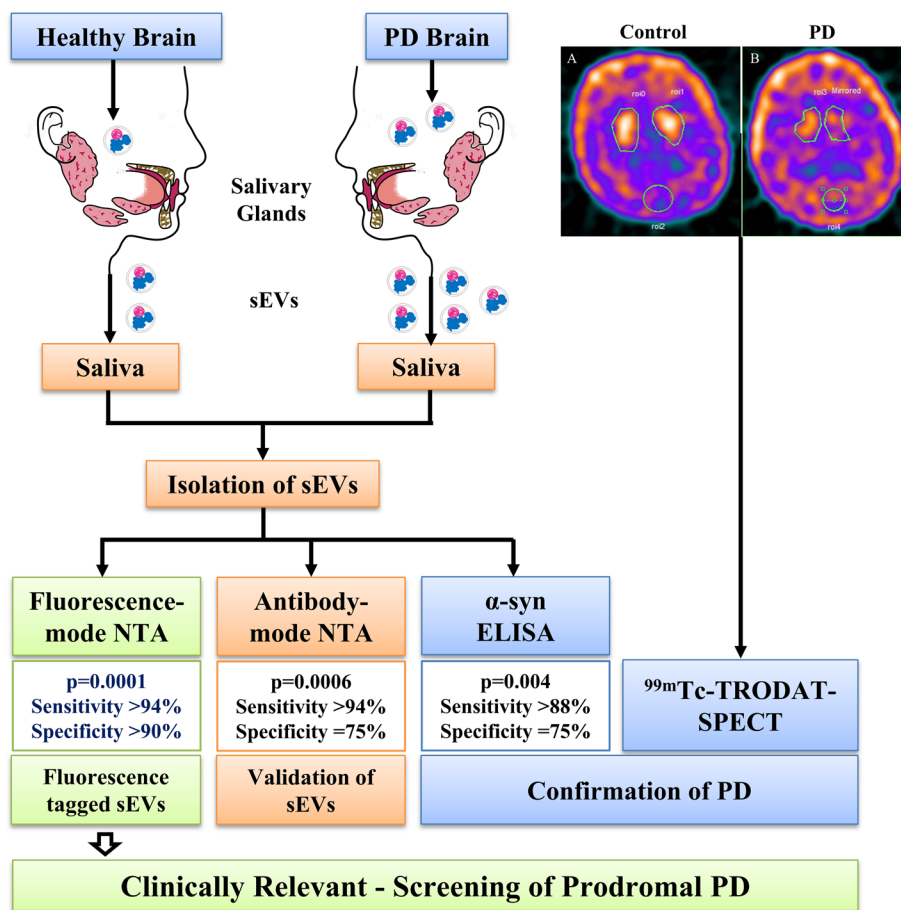 Healthy Brain
PD Brain
Control
PD
A
roi0
roi1
roi2
B
roi3
Mirrored
roi4
Salivary
Glands
sEVs
Saliva
Saliva
Isolation of sEVs
Fluorescence-
mode NTA
p=0.0001
Sensitivity >94%
Specificity >90%
Fluorescence
tagged sEVs
Antibody-
mode NTA
p=0.0006
Sensitivity >94%
Specificity =75%
Validation of
sEVs
α-syn
ELISA
p=0.004
Sensitivity >88%
Specificity =75%
⁹⁹ᵐTc-TRODAT-
SPECT
Confirmation of PD
Clinically Relevant - Screening of Prodromal PD